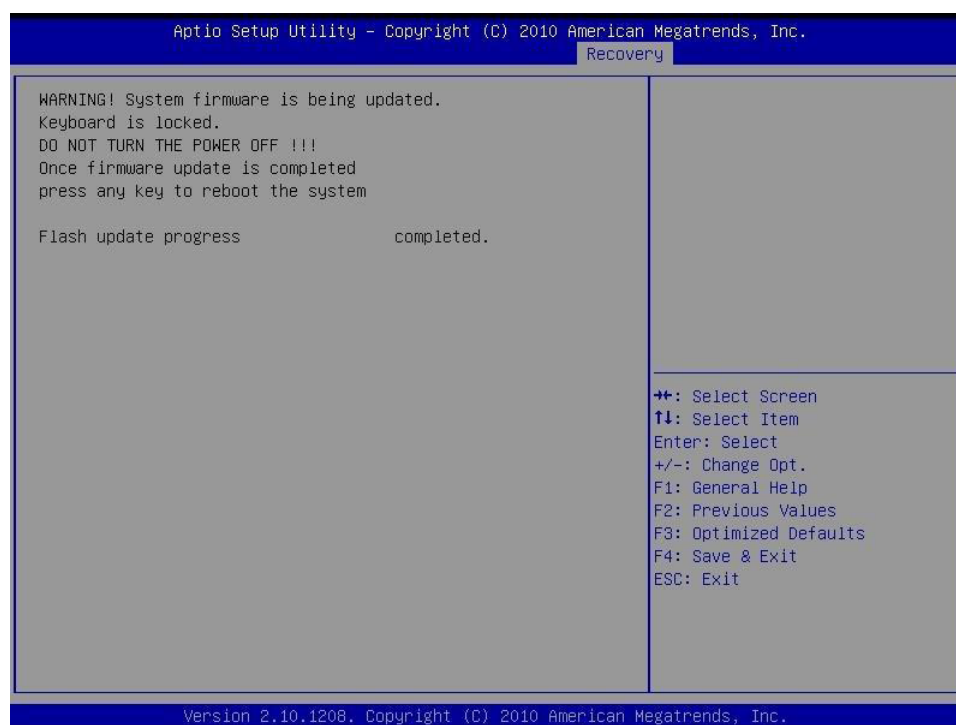 Aptio Setup Utility – Copyright (C) 2010 American Megatrends, Inc.
Recovery
WARNING! System firmware is being updated.
Keyboard is locked.
DO NOT TURN THE POWER OFF !!!
Once firmware update is completed
press any key to reboot the system
Flash update progress completed.
→←: Select Screen
↑↓: Select Item
Enter: Select
+/-: Change Opt.
F1: General Help
F2: Previous Values
F3: Optimized Defaults
F4: Save & Exit
ESC: Exit
Version 2.10.1208. Copyright (C) 2010 American Megatrends, Inc.